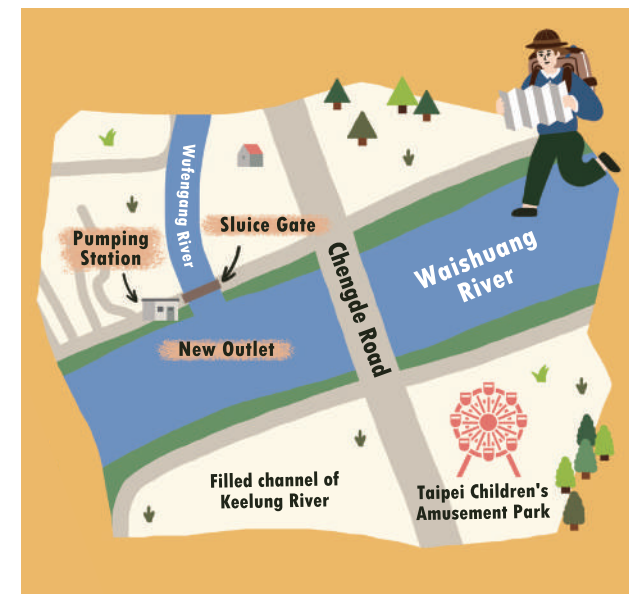 Wufengang River
Sluice Gate
Pumping
Station
Chengde Road
Waishuang
River
New Outlet
Filled channel of
Keelung River
Taipei Children's
Amusement Park